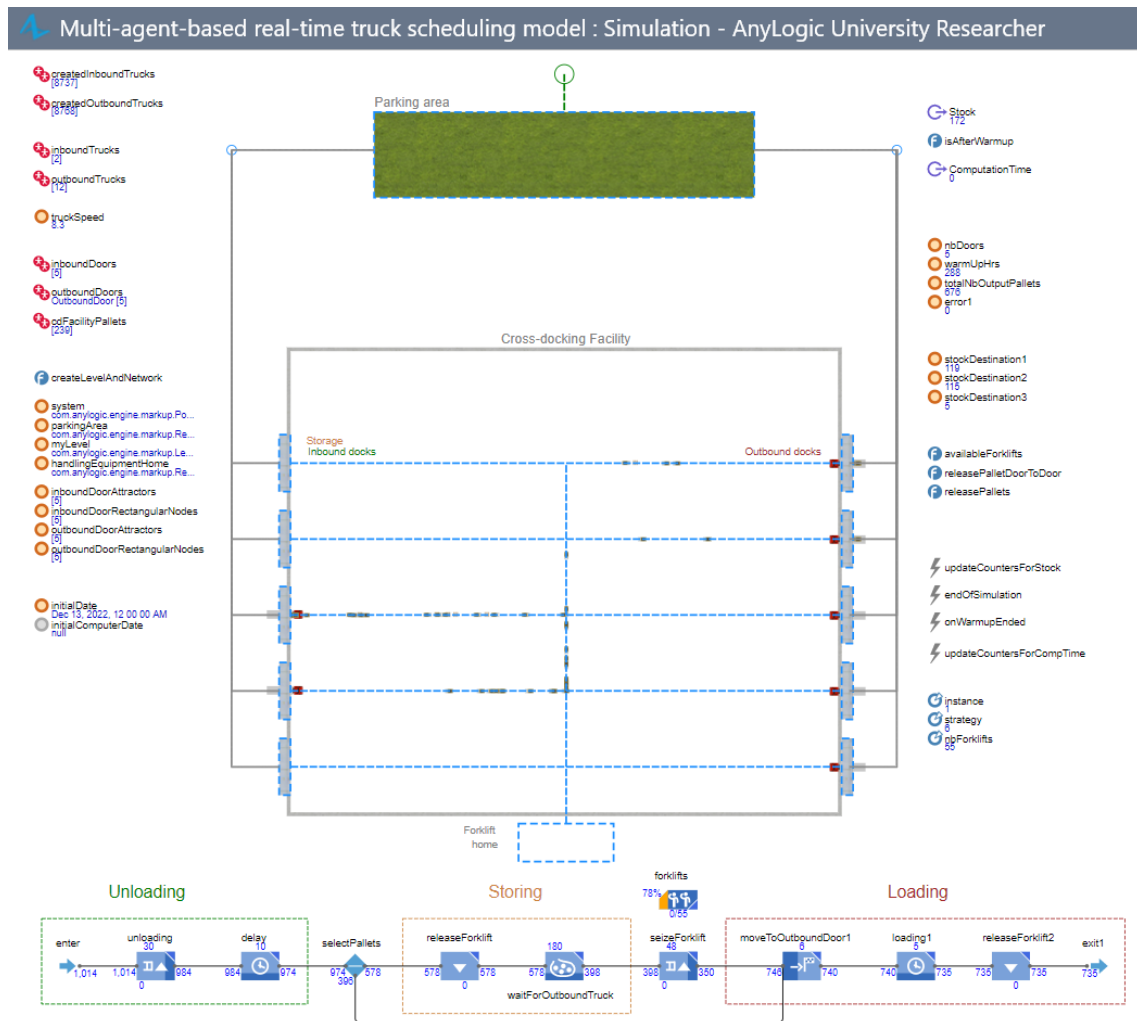 Multi-agent-based real-time truck scheduling model : Simulation - AnyLogic University Researcher
createdInboundTrucks
[8737]
createdOutboundTrucks
[8768]
inboundTrucks
[2]
outboundTrucks
[12]
truckSpeed
8.3
inboundDoors
[5]
outboundDoors
OutboundDoor [5]
cdFacilityPallets
[239]
createLevelAndNetwork
system
com.anylogic.engine.markup.Po...
parkingArea
com.anylogic.engine.markup.Re...
myLevel
com.anylogic.engine.markup.Le...
handlingEquipmentHome
com.anylogic.engine.markup.Re...
inboundDoorAttractors
[5]
inboundDoorRectangularNodes
[5]
outboundDoorAttractors
[5]
outboundDoorRectangularNodes
[5]
initialDate
Dec 13, 2022, 12:00:00 AM
initialComputerDate
null
Parking area
Cross-docking Facility
Storage
Inbound docks
Outbound docks
Forklift
home
Stock
172
isAfterWarmup
ComputationTime
0
nbDoors
5
warmUpHrs
288
totalNbOutputPallets
676
error1
0
stockDestination1
119
stockDestination2
115
stockDestination3
5
availableForklifts
releasePalletDoorToDoor
releasePallets
updateCountersForStock
endOfSimulation
onWarmupEnded
updateCountersForCompTime
instance
1
strategy
6
nbForklifts
55
Unloading
Storing
Loading
forklifts
78%
0/55
enter
unloading
delay
selectPallets
releaseForklift
seizeForklift
moveToOutboundDoor1
loading1
releaseForklift2
exit1
30
10
180
48
6
5
1,014
1,014
984
984
974
974
578
578
578
578
398
398
350
746
740
740
735
735
735
735
0
396
0
0
0
waitForOutboundTruck